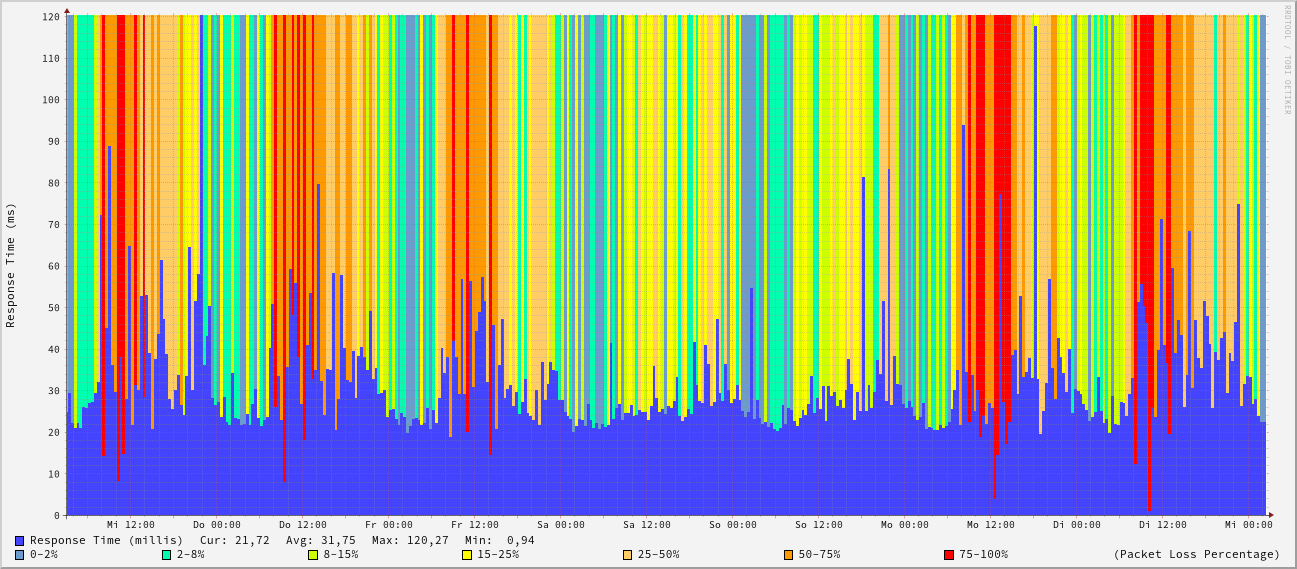 RRDTOOL / TOBI OETIKER
Response Time (ms)
120
110
100
90
80
70
60
50
40
30
20
10
0
Mi 12:00 Do 00:00 Do 12:00 Fr 00:00 Fr 12:00 Sa 00:00 Sa 12:00 So 00:00 So 12:00 Mo 00:00 Mo 12:00 Di 00:00 Di 12:00 Mi 00:00
Response Time (millis) Cur: 21,72 Avg: 31,75 Max: 120,27 Min: 0,94
0-2% 2-8% 8-15% 15-25% 25-50% 50-75% 75-100% (Packet Loss Percentage)